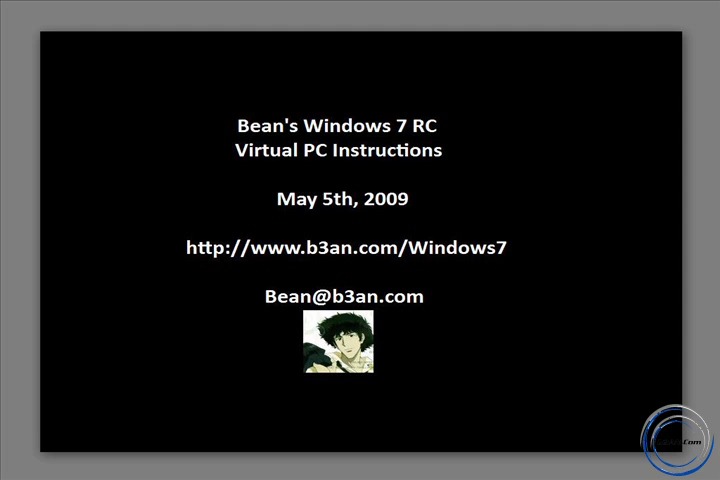 Bean's Windows 7 RC
Virtual PC Instructions
May 5th, 2009
http://www.b3an.com/Windows7
Bean@b3an.com